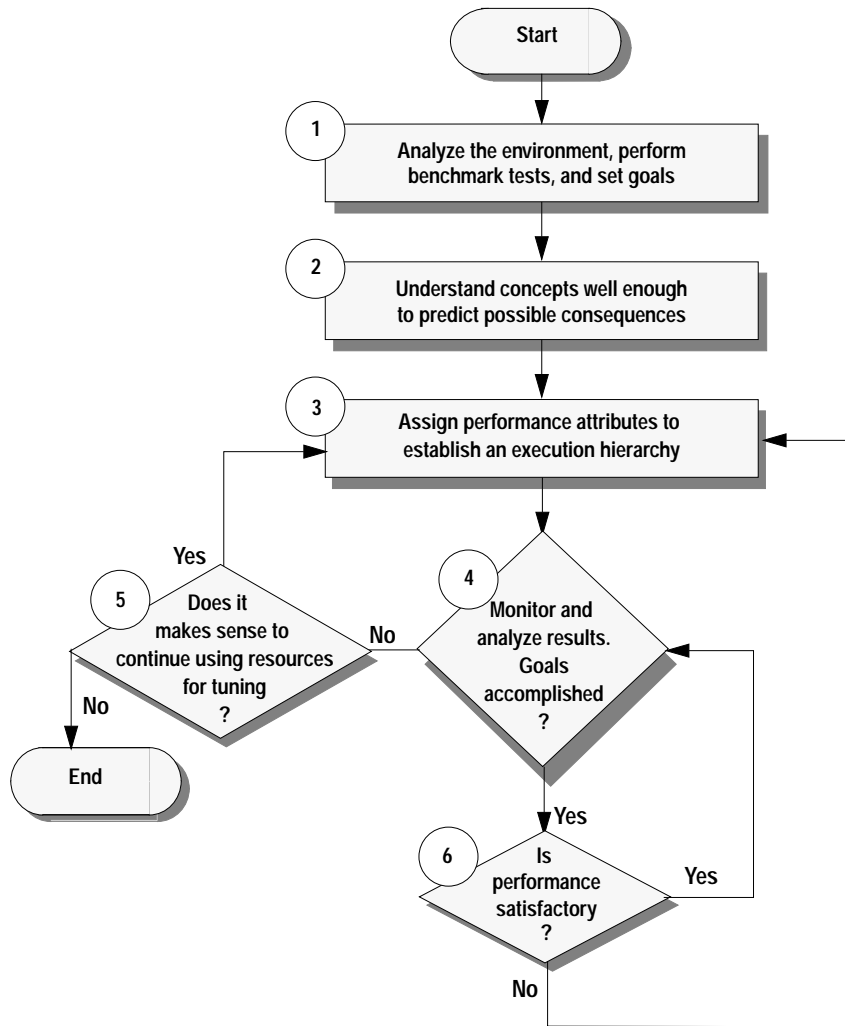 Start
1
Analyze the environment, perform
benchmark tests, and set goals
2
Understand concepts well enough
to predict possible consequences
3
Assign performance attributes to
establish an execution hierarchy
Yes
4
5
Does it
makes sense to
continue using resources
for tuning
?
No
Monitor and
analyze results.
Goals
accomplished
?
No
End
Yes
6
Is
performance
satisfactory
?
Yes
No